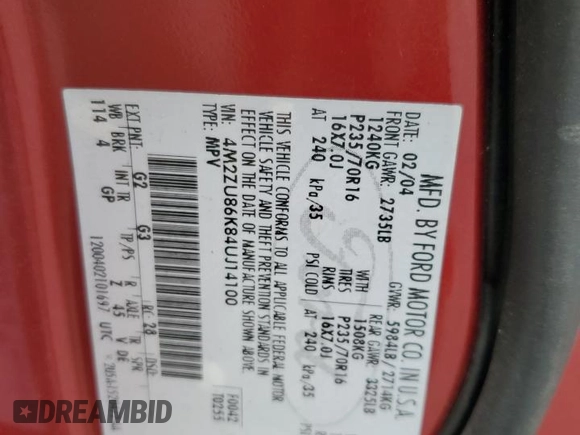 MFD. BY FORD MOTOR CO. IN U.S.A.
DATE: 02/04 GVWR: 5984LB/ 2714KG
FRONT GAWR: 2735LB REAR GAWR: 3325LB
1240KG WITH 1508KG
P235/70R16 TIRES P235/70R16
16X7.0J RIMS 16X7.0J
AT 240 kPa/35 PSI COLD AT 240 kPa/35
THIS VEHICLE CONFORMS TO ALL APPLICABLE FEDERAL MOTOR
VEHICLE SAFETY AND THEFT PREVENTION STANDARDS IN
EFFECT ON THE DATE OF MANUFACTURE SHOWN ABOVE.
VIN: 4M2ZU86K84UJ14100 F0042
TYPE: MPV T0255
EXT PNT: G2 G3 RC: 28 DSO:
WB BRK INT TR TP/PS R AXLE TR
114 4 GP Z 45 V
1200402101697 UTC
DREAMBID